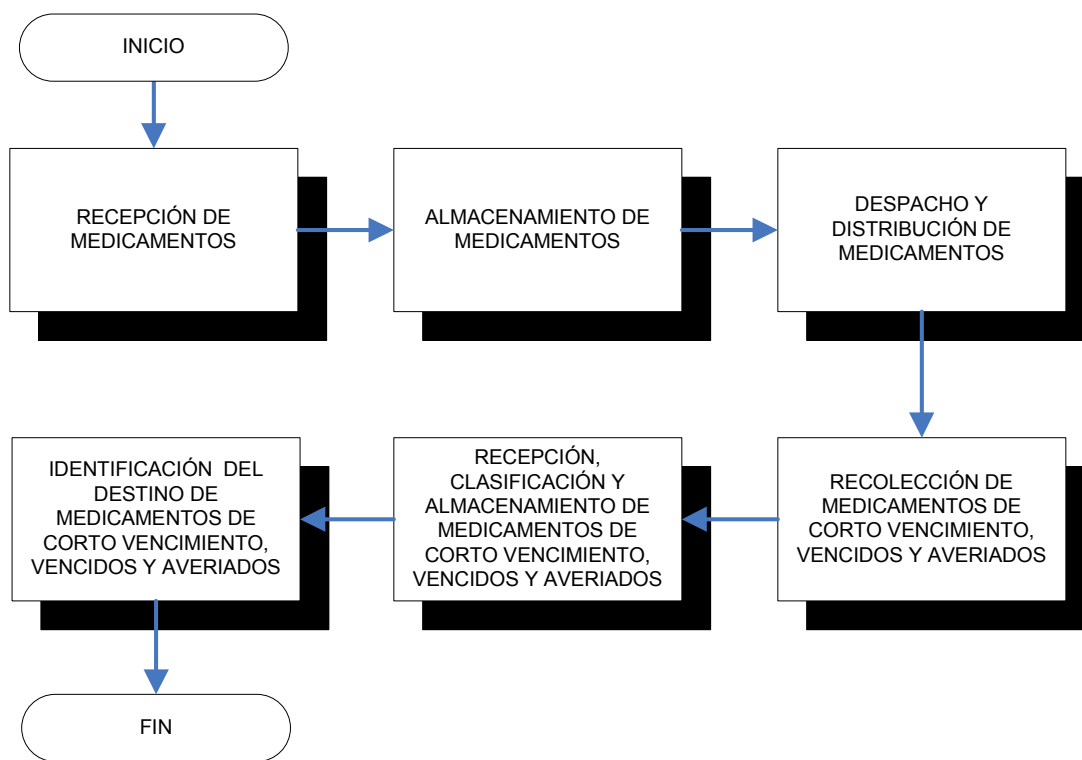 INICIO
RECEPCIÓN DE
MEDICAMENTOS
ALMACENAMIENTO DE
MEDICAMENTOS
DESPACHO Y
DISTRIBUCIÓN DE
MEDICAMENTOS
RECOLECCIÓN DE
MEDICAMENTOS DE
CORTO VENCIMIENTO,
VENCIDOS Y AVERIADOS
RECEPCIÓN,
CLASIFICACIÓN Y
ALMACENAMIENTO DE
MEDICAMENTOS DE
CORTO VENCIMIENTO,
VENCIDOS Y AVERIADOS
IDENTIFICACIÓN DEL
DESTINO DE
MEDICAMENTOS DE
CORTO VENCIMIENTO,
VENCIDOS Y AVERIADOS
FIN